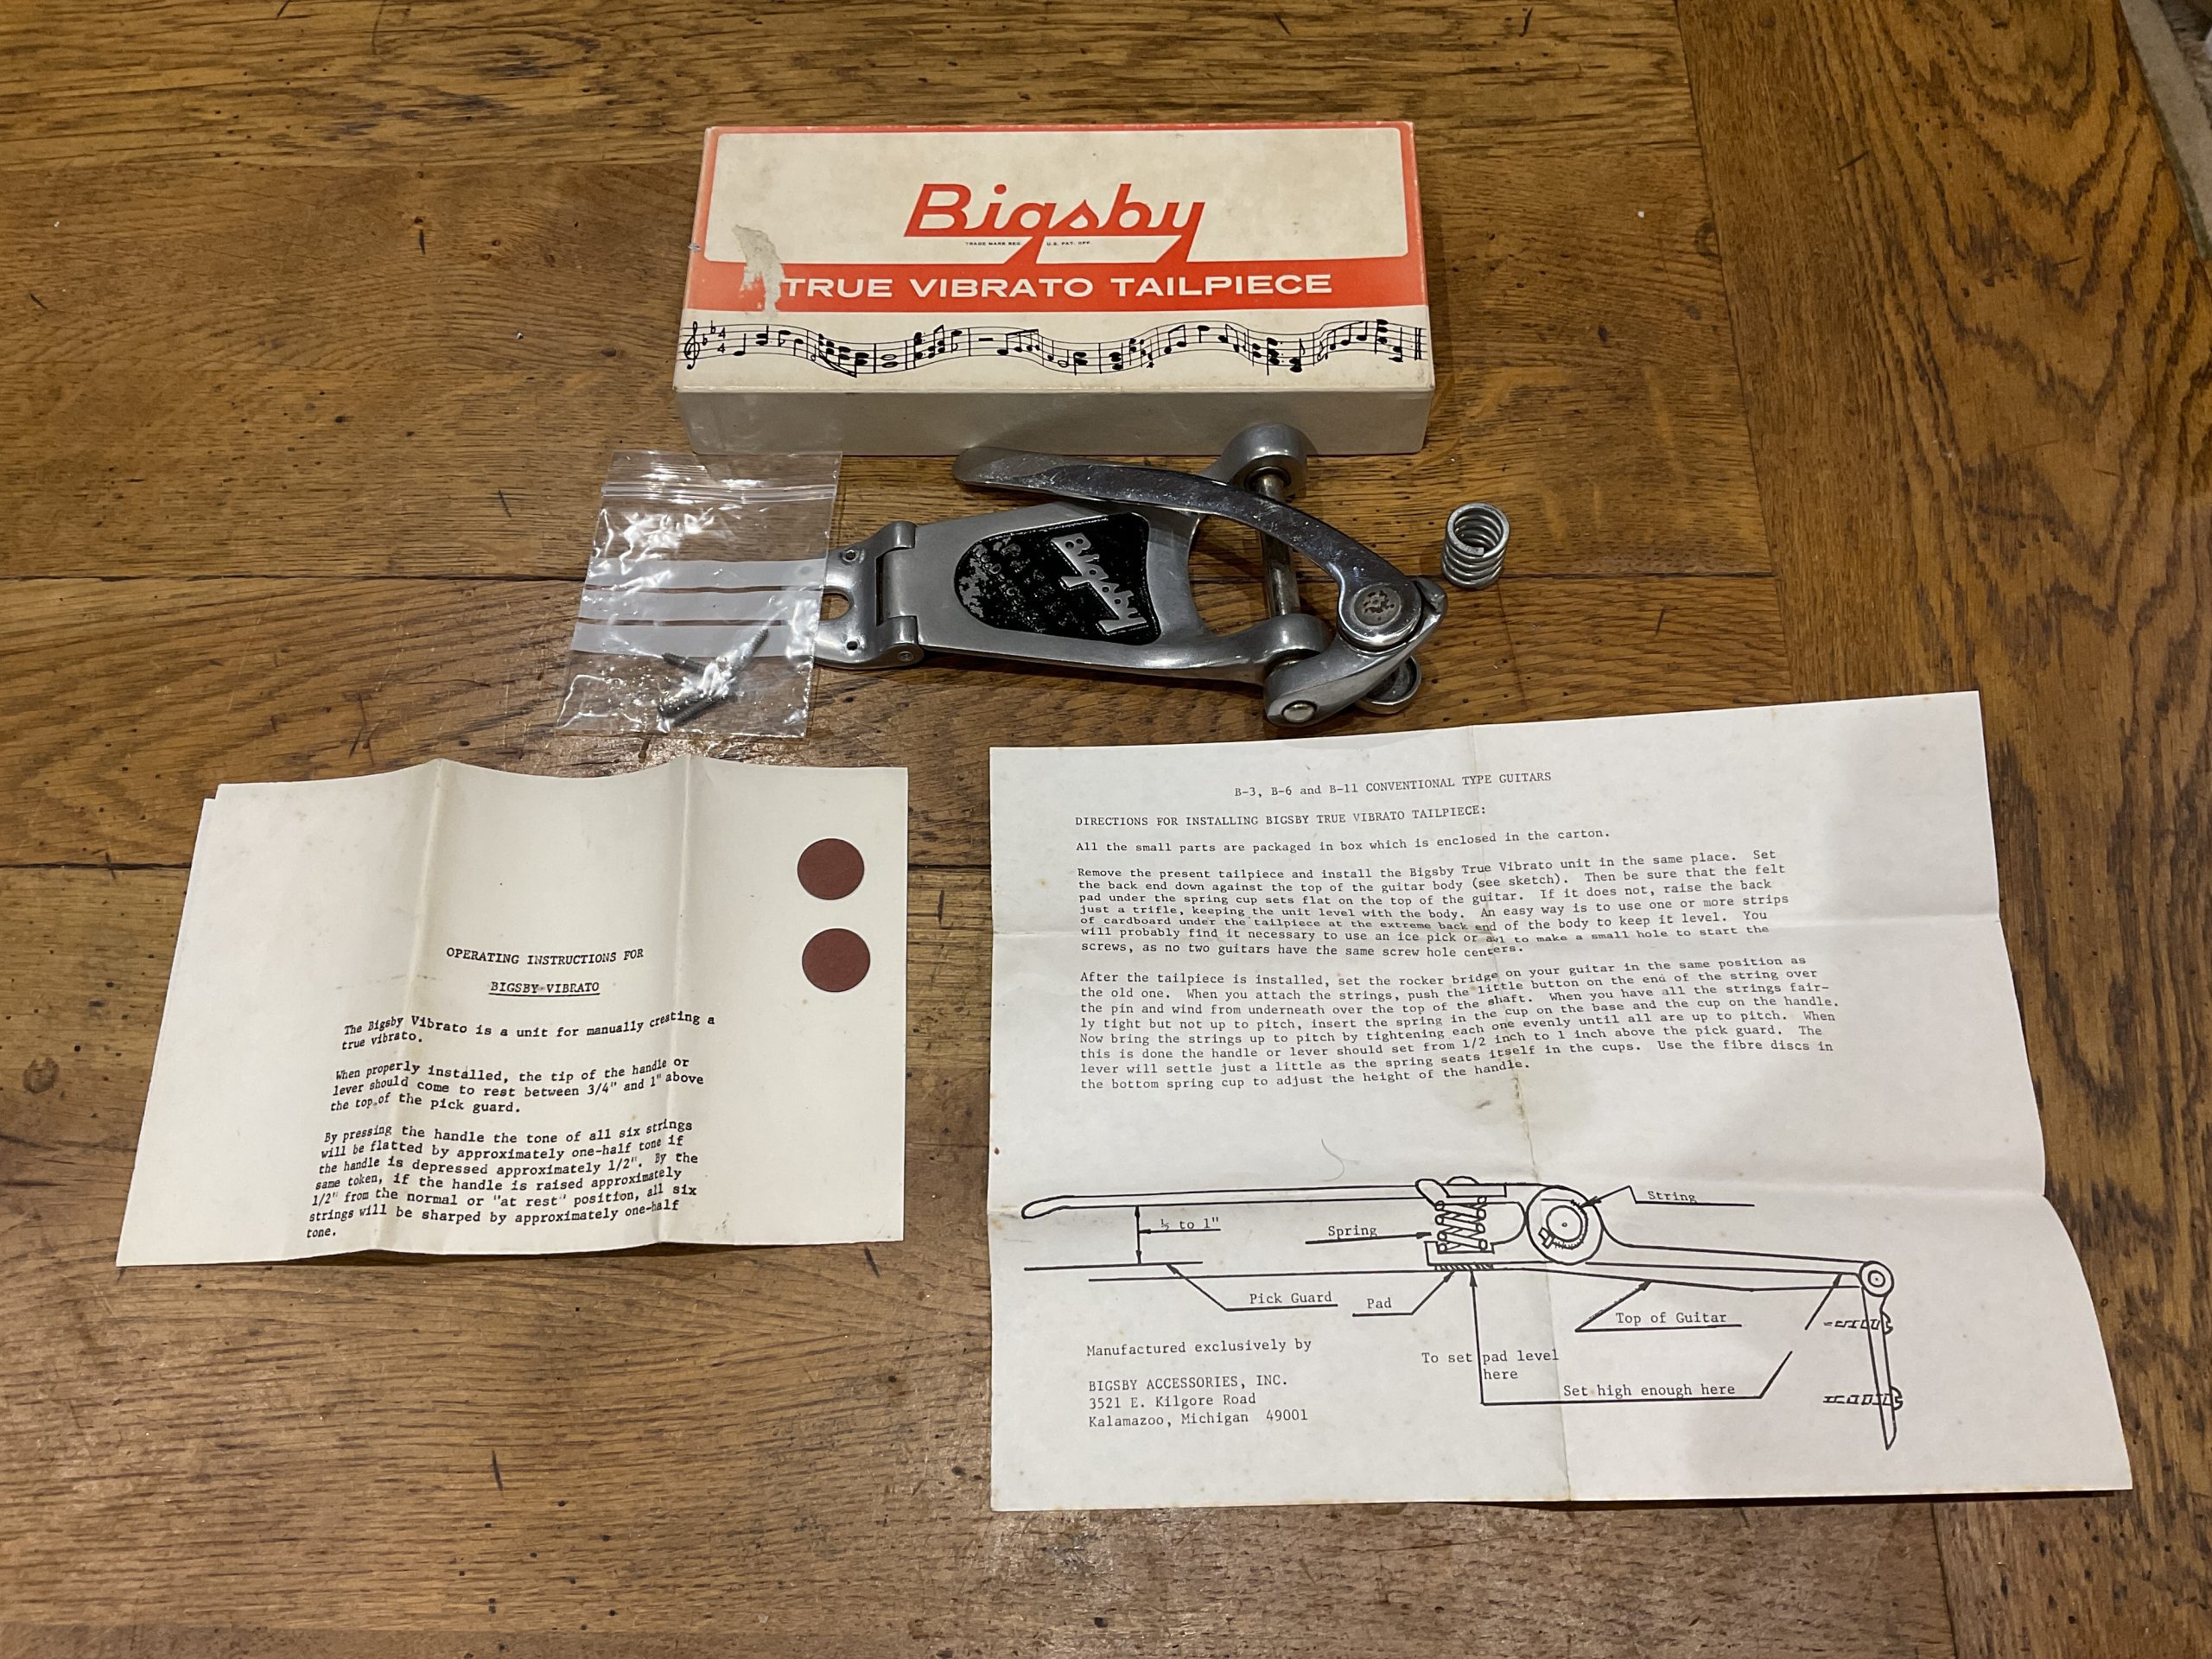 Bigsby
TRADE MARK REG. U.S. PAT. OFF.
TRUE VIBRATO TAILPIECE
4
4
Bigsby
OPERATING INSTRUCTIONS FOR
BIGSBY VIBRATO
The Bigsby Vibrato is a unit for manually creating a
true vibrato.
When properly installed, the tip of the handle or
lever should come to rest between 3/4" and 1" above
the top of the pick guard.
By pressing the handle the tone of all six strings
will be flatted by approximately one-half tone if
the handle is depressed approximately 1/2". By the
same token, if the handle is raised approximately
1/2" from the normal or "at rest" position, all six
strings will be sharped by approximately one-half
tone.
B-3, B-6 and B-11 CONVENTIONAL TYPE GUITARS
DIRECTIONS FOR INSTALLING BIGSBY TRUE VIBRATO TAILPIECE:
All the small parts are packaged in box which is enclosed in the carton.
Remove the present tailpiece and install the Bigsby True Vibrato unit in the same place. Set
the back end down against the top of the guitar body (see sketch). Then be sure that the felt
pad under the spring cup sets flat on the top of the guitar. If it does not, raise the back
just a trifle, keeping the unit level with the body. An easy way is to use one or more strips
of cardboard under the tailpiece at the extreme back end of the body to keep it level. You
will probably find it necessary to use an ice pick or awl to make a small hole to start the
screws, as no two guitars have the same screw hole centers.
After the tailpiece is installed, set the rocker bridge on your guitar in the same position as
the old one. When you attach the strings, push the little button on the end of the string over
the pin and wind from underneath over the top of the shaft. When you have all the strings fair-
ly tight but not up to pitch, insert the spring in the cup on the base and the cup on the handle.
Now bring the strings up to pitch by tightening each one evenly until all are up to pitch. When
this is done the handle or lever should set from 1/2 inch to 1 inch above the pick guard. The
lever will settle just a little as the spring seats itself in the cups. Use the fibre discs in
the bottom spring cup to adjust the height of the handle.
String
½ to 1"
Spring
Pick Guard
Pad
Top of Guitar
To set pad level
here
Set high enough here
Manufactured exclusively by
BIGSBY ACCESSORIES, INC.
3521 E. Kilgore Road
Kalamazoo, Michigan 49001